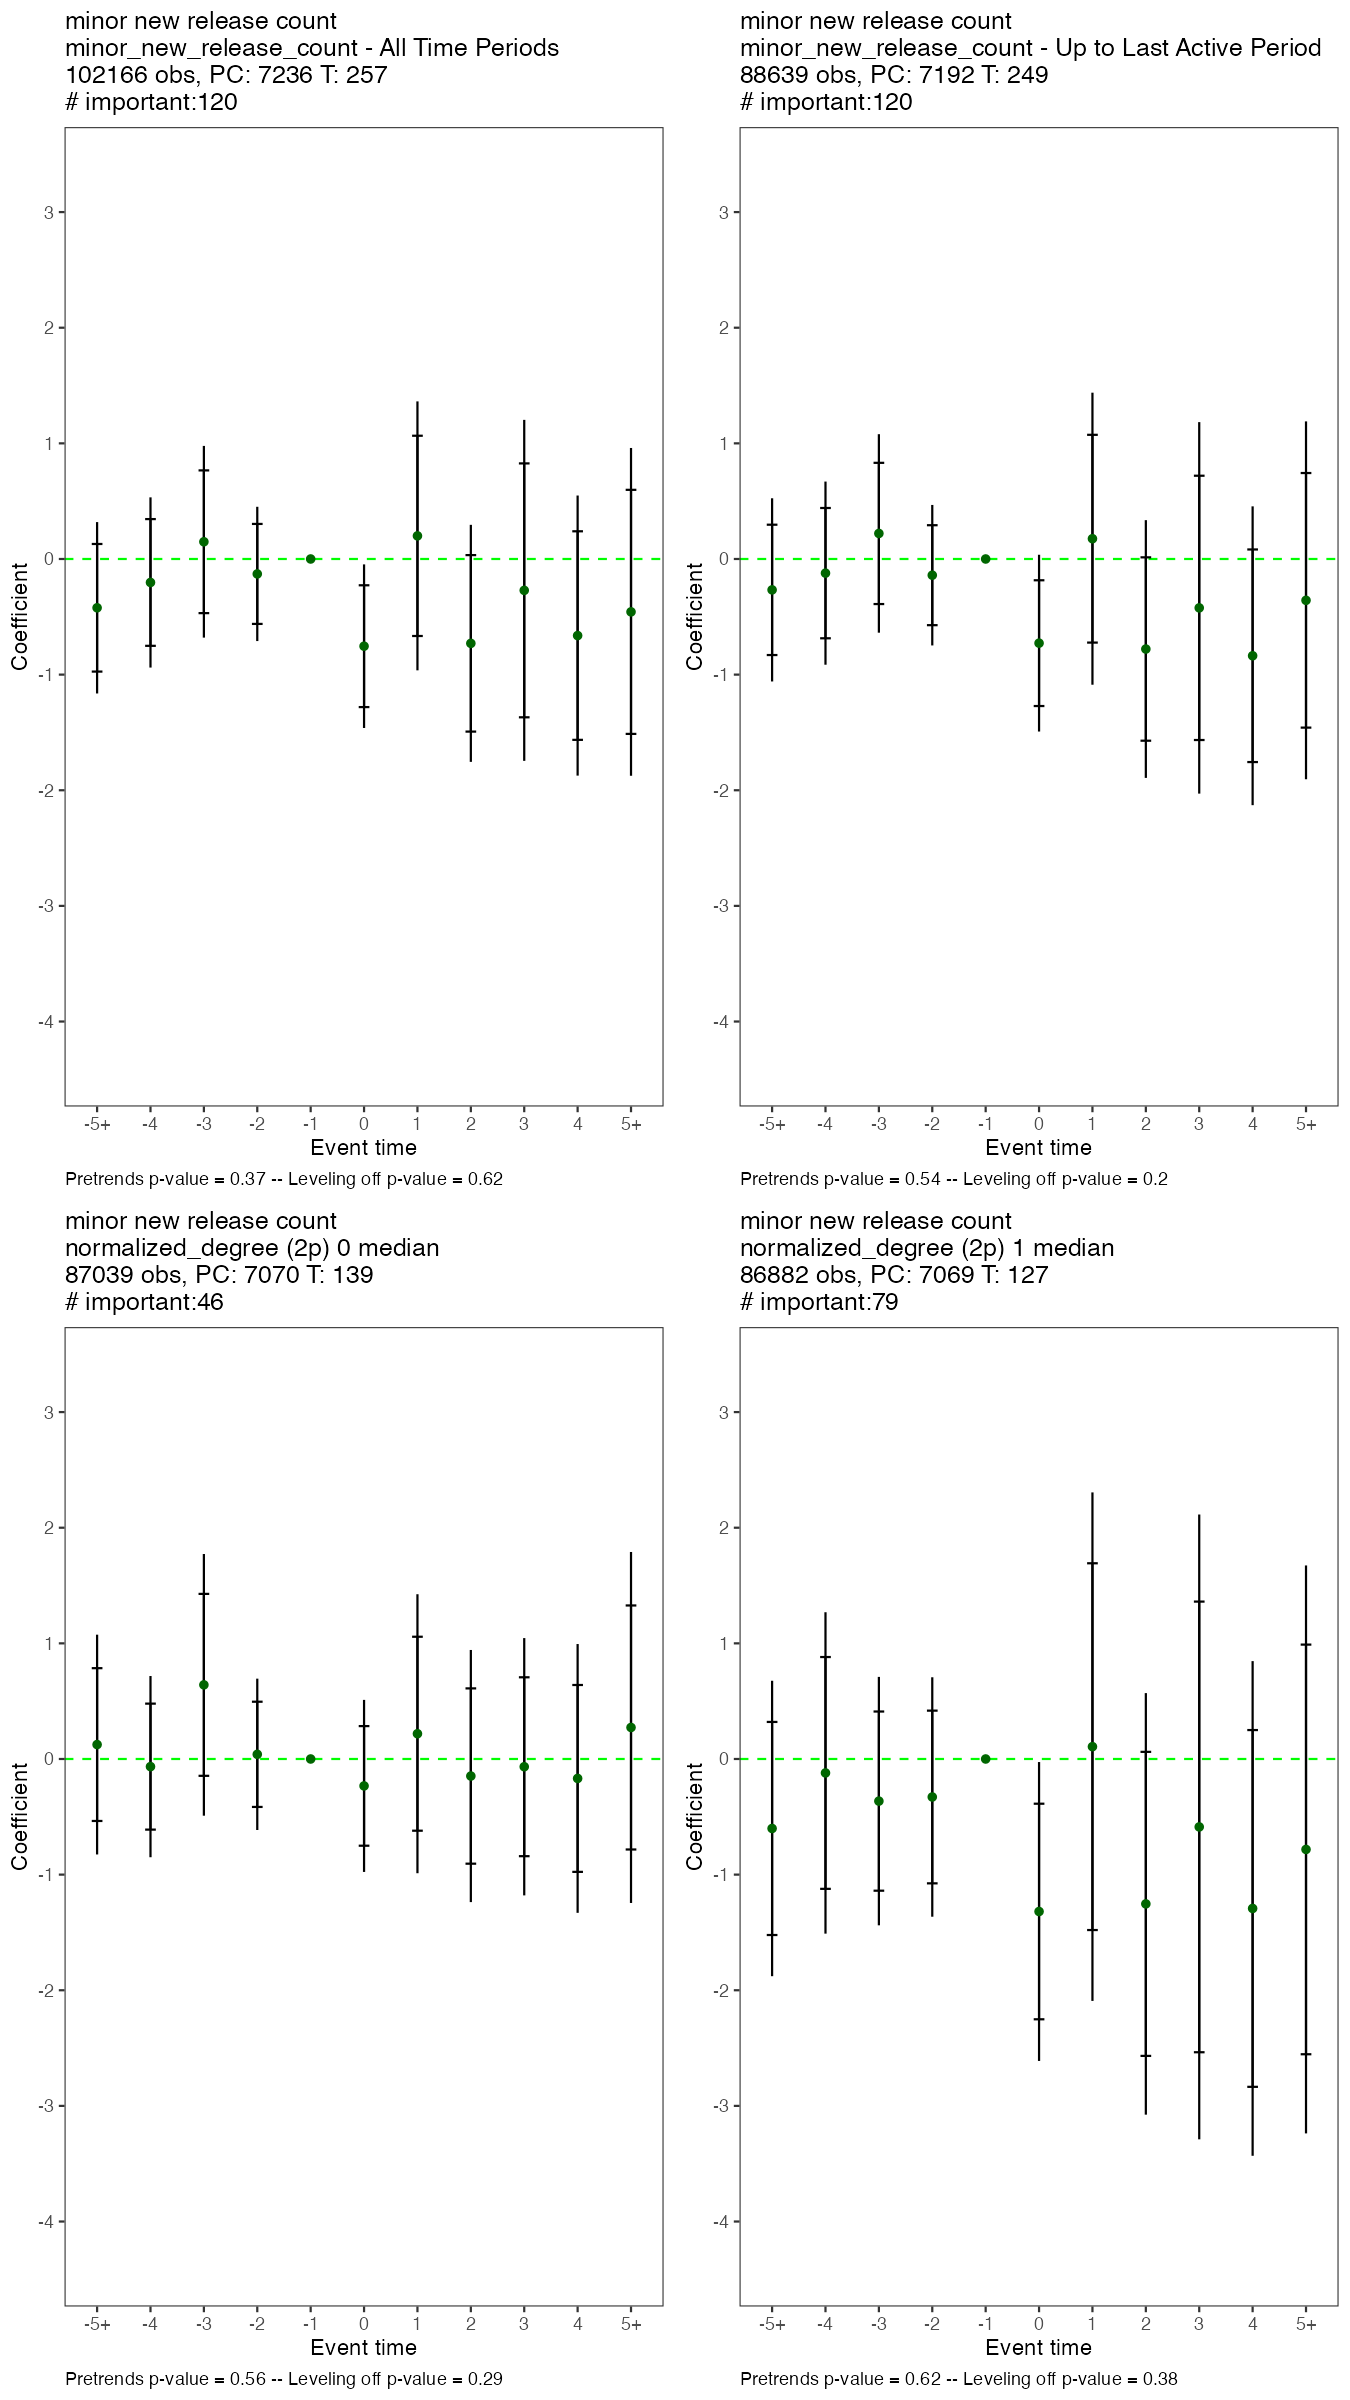 minor new release count
minor_new_release_count - All Time Periods
102166 obs, PC: 7236 T: 257
# important:120
3
2
1
0
-1
-2
-3
-4
Coefficient
-5+ -4 -3 -2 -1 0 1 2 3 4 5+
Event time
Pretrends p-value = 0.37 -- Leveling off p-value = 0.62
minor new release count
minor_new_release_count - Up to Last Active Period
88639 obs, PC: 7192 T: 249
# important:120
3
2
1
0
-1
-2
-3
-4
Coefficient
-5+ -4 -3 -2 -1 0 1 2 3 4 5+
Event time
Pretrends p-value = 0.54 -- Leveling off p-value = 0.2
minor new release count
normalized_degree (2p) 0 median
87039 obs, PC: 7070 T: 139
# important:46
3
2
1
0
-1
-2
-3
-4
Coefficient
-5+ -4 -3 -2 -1 0 1 2 3 4 5+
Event time
Pretrends p-value = 0.56 -- Leveling off p-value = 0.29
minor new release count
normalized_degree (2p) 1 median
86882 obs, PC: 7069 T: 127
# important:79
3
2
1
0
-1
-2
-3
-4
Coefficient
-5+ -4 -3 -2 -1 0 1 2 3 4 5+
Event time
Pretrends p-value = 0.62 -- Leveling off p-value = 0.38